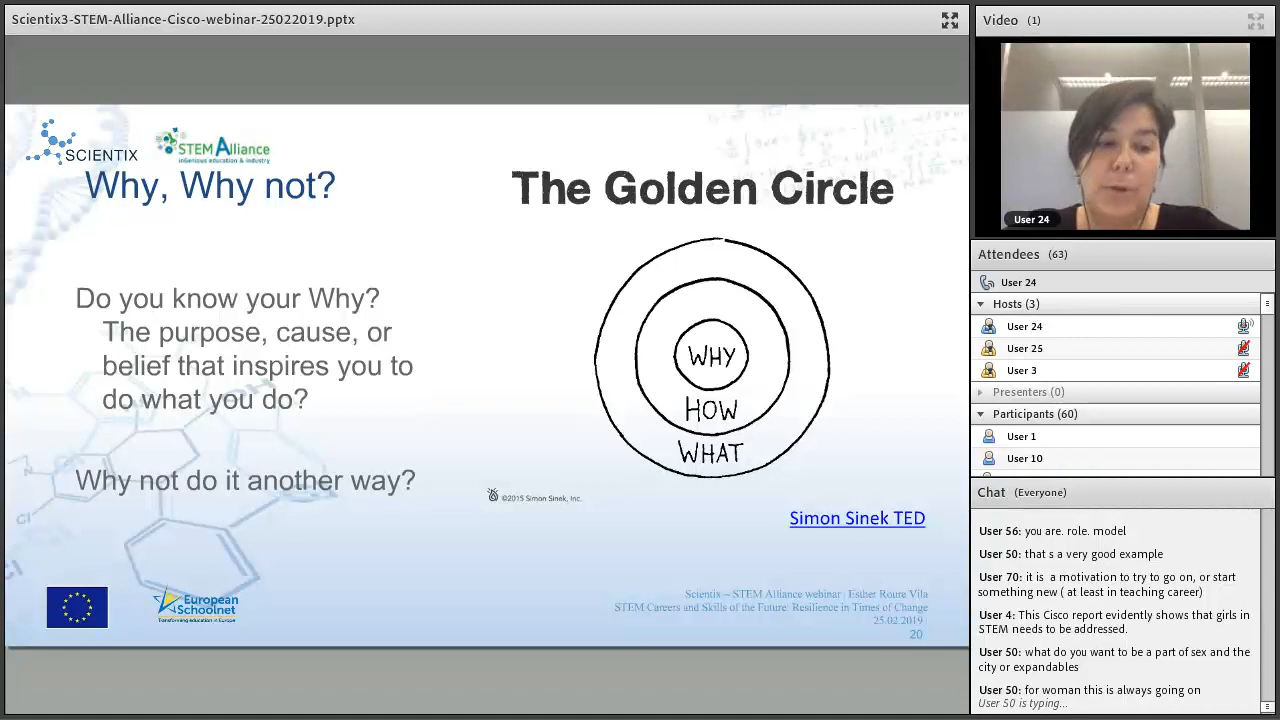 Scientix3-STEM-Alliance-Cisco-webinar-25022019.pptx
SCIENTIX
STEM Alliance
inGenious education & industry
Why, Why not?
Do you know your Why?
The purpose, cause, or
belief that inspires you to
do what you do?
Why not do it another way?
The Golden Circle
WHY
HOW
WHAT
©2015 Simon Sinek, Inc.
Simon Sinek TED
European
Schoolnet
Transforming education in Europe
Scientix – STEM Alliance webinar : Esther Roure Vila
STEM Careers and Skills of the Future: Resilience in Times of Change
25.02.2019
20
Video (1)
User 24
Attendees (63)
User 24
Hosts (3)
User 24
User 25
User 3
Presenters (0)
Participants (60)
User 1
User 10
Chat (Everyone)
User 56: you are. role. model
User 50: that s a very good example
User 70: it is a motivation to try to go on, or start
something new ( at least in teaching career)
User 4: This Cisco report evidently shows that girls in
STEM needs to be addressed.
User 50: what do you want to be a part of sex and the
city or expandables
User 50: for woman this is always going on
User 50 is typing...